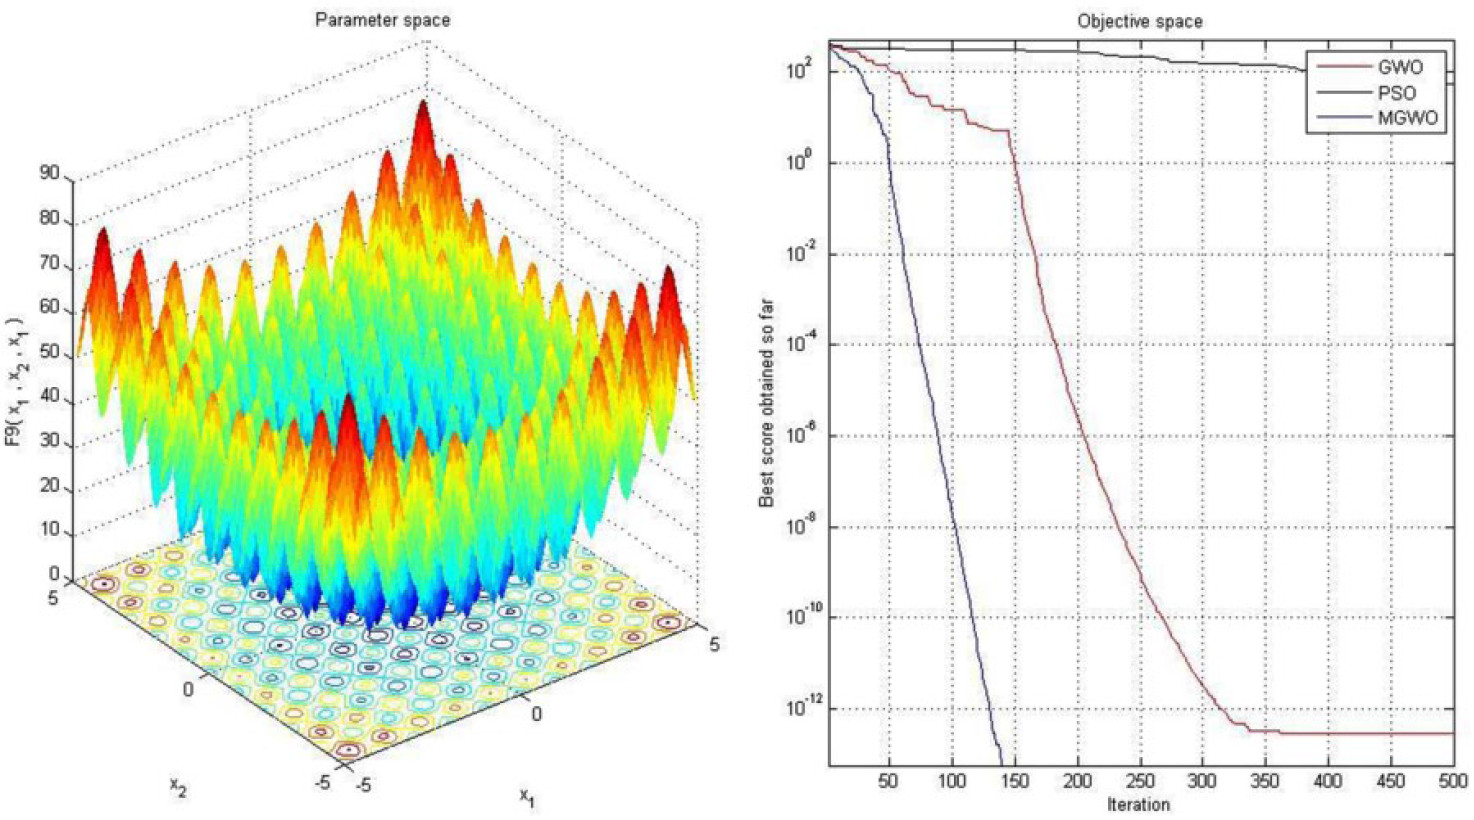 Parameter space
90
80
70
60
50
40
30
20
10
0
F9( x1 , x2 , x1 )
5
0
-5
x2
-5
0
5
x1
Objective space
10^2
10^0
10^-2
10^-4
10^-6
10^-8
10^-10
10^-12
Best score obtained so far
GWO
PSO
MGWO
50 100 150 200 250 300 350 400 450 500
Iteration